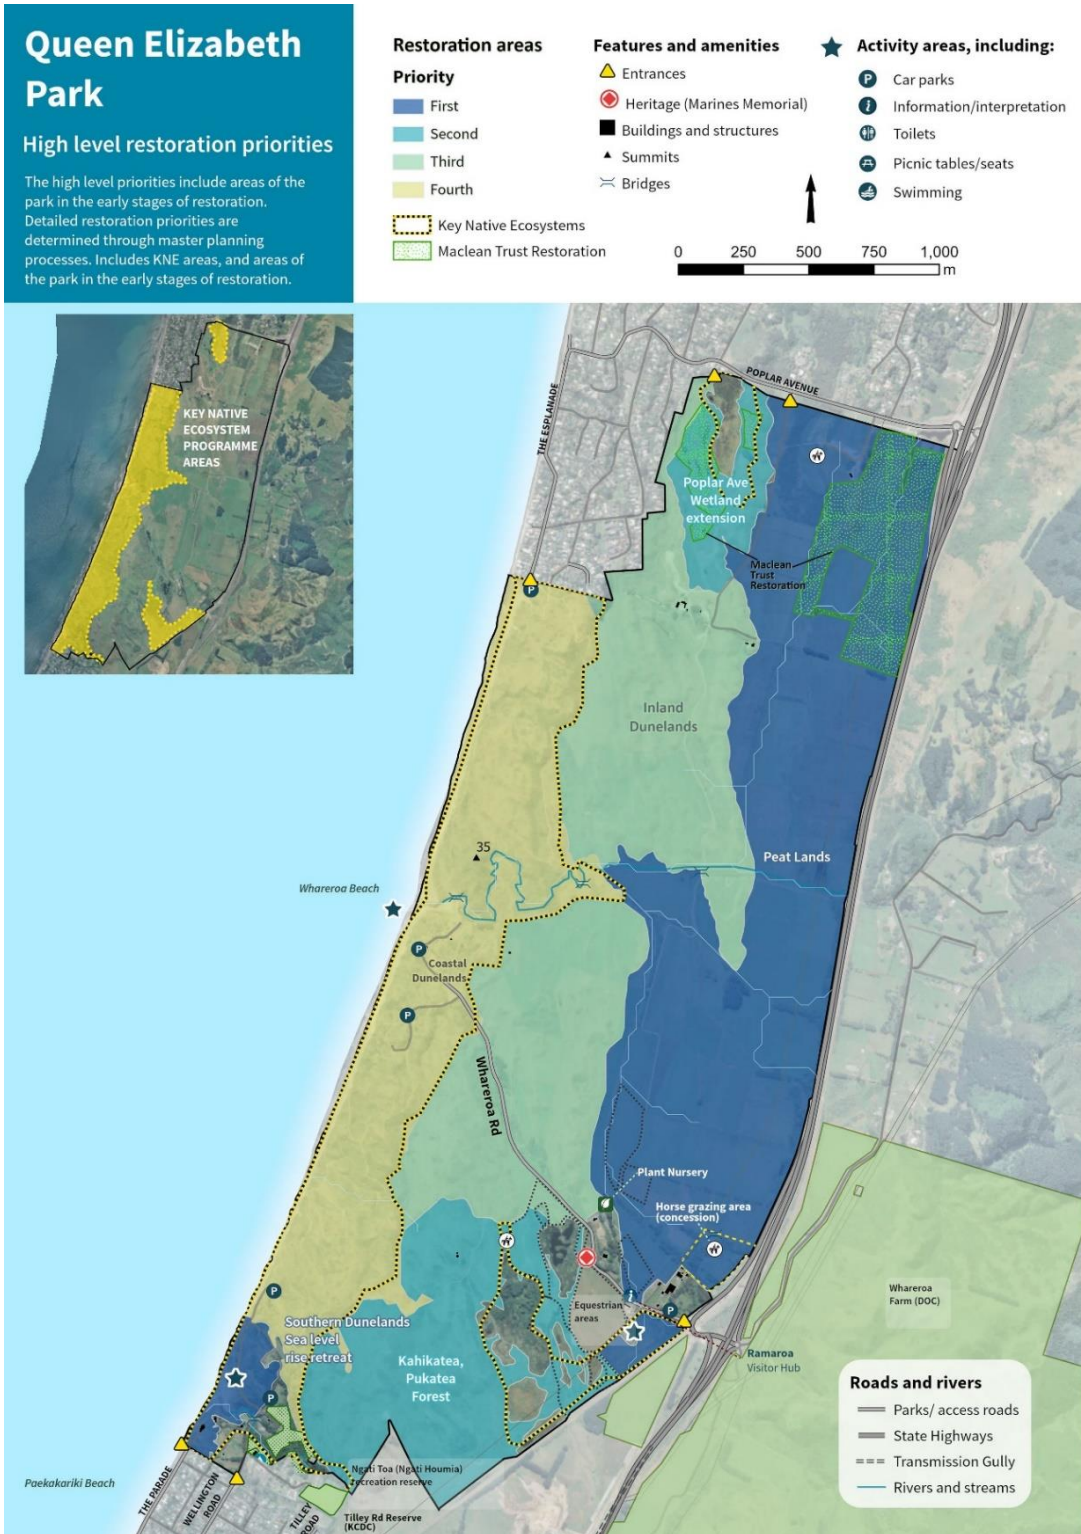 Queen Elizabeth
Park
High level restoration priorities
The high level priorities include areas of the
park in the early stages of restoration.
Detailed restoration priorities are
determined through master planning
processes. Includes KNE areas, and areas of
the park in the early stages of restoration.
Restoration areas
Priority
First
Second
Third
Fourth
Key Native Ecosystems
Maclean Trust Restoration
Features and amenities
Entrances
Heritage (Marines Memorial)
Buildings and structures
Summits
Bridges
Activity areas, including:
P Car parks
i Information/interpretation
Toilets
Picnic tables/seats
Swimming
0 250 500 750 1,000
m
KEY NATIVE
ECOSYSTEM
PROGRAMME
AREAS
THE ESPLANADE
POPLAR AVENUE
Poplar Ave
Wetland
extension
Maclean
Trust
Restoration
P
Inland
Dunelands
35
Peat Lands
Whareroa Beach
P
Coastal
Dunelands
P
Whareroa Rd
Plant Nursery
Horse grazing area
(concession)
P
Equestrian
areas
i
P
Whareroa
Farm (DOC)
Southern Dunelands
Sea level
rise retreat
Kahikatea,
Pukatea
Forest
Ramaroa
Visitor Hub
P
Ngati Toa (Ngati Houmia)
recreation reserve
Paekakariki Beach
THE PARADE
WELLINGTON
ROAD
TILLEY
ROAD
Tilley Rd Reserve
(KCDC)
Roads and rivers
Parks/ access roads
State Highways
Transmission Gully
Rivers and streams